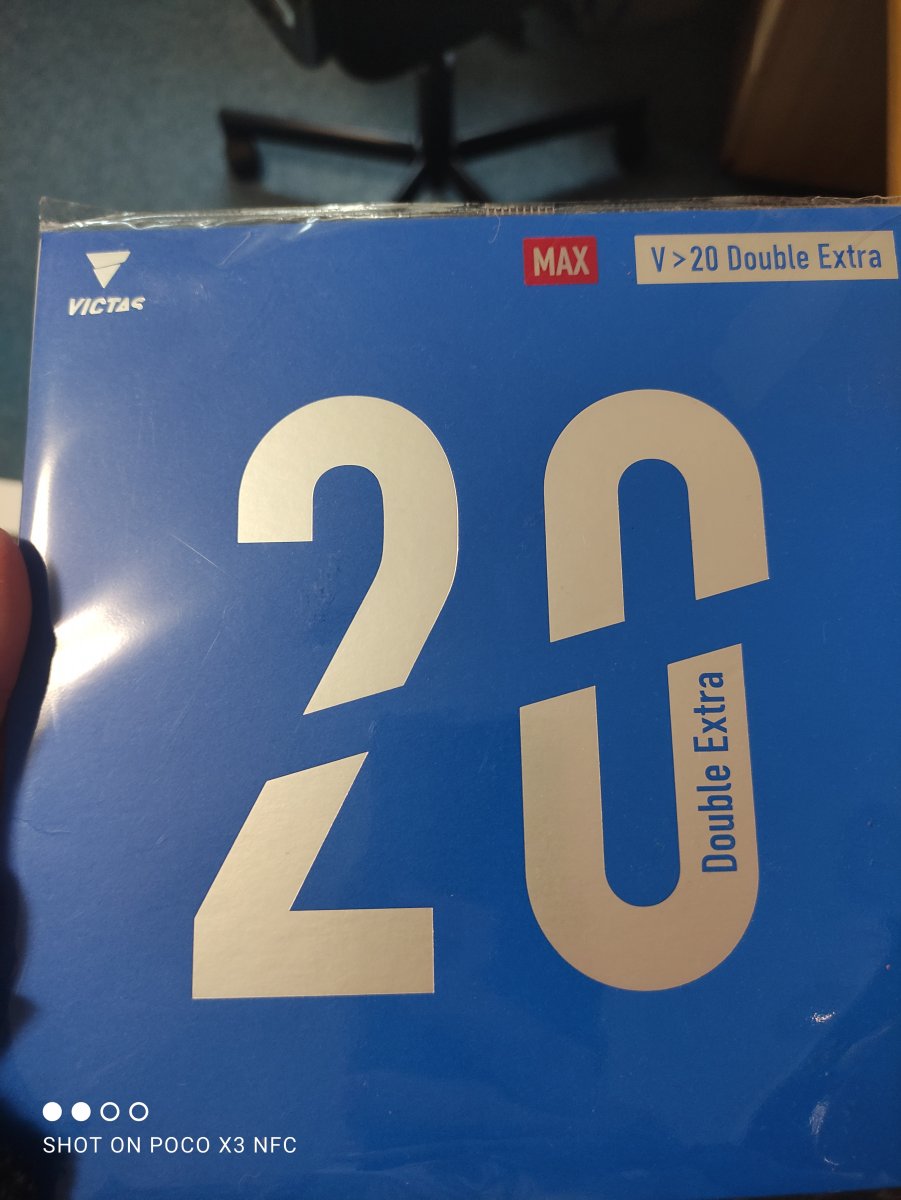 VICTAS
MAX
V>20 Double Extra
20
Double Extra
SHOT ON POCO X3 NFC